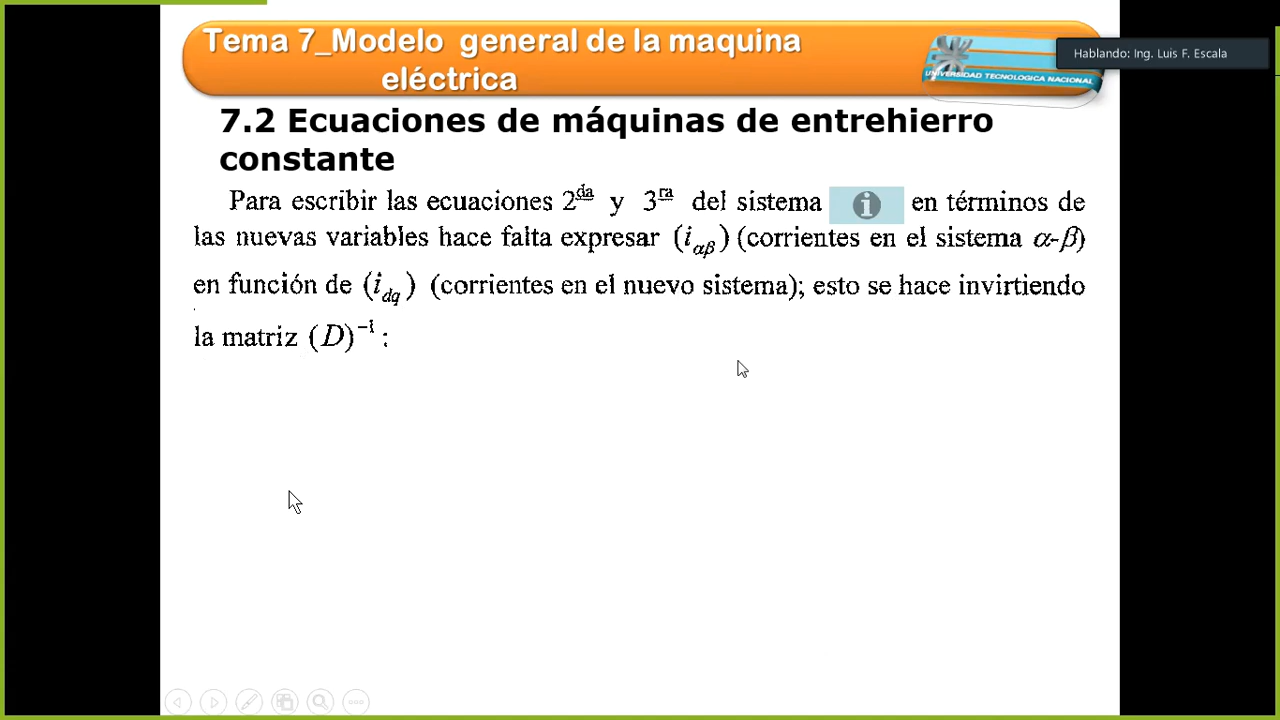 Tema 7_Modelo general de la maquina
eléctrica
UNIVERSIDAD TECNOLOGICA NACIONAL
Hablando: Ing. Luis F. Escala
7.2 Ecuaciones de máquinas de entrehierro
constante
Para escribir las ecuaciones 2da y 3ra del sistema i en términos de
las nuevas variables hace falta expresar (iαβ) (corrientes en el sistema α-β)
en función de (idq) (corrientes en el nuevo sistema); esto se hace invirtiendo
la matriz (D)⁻¹ :